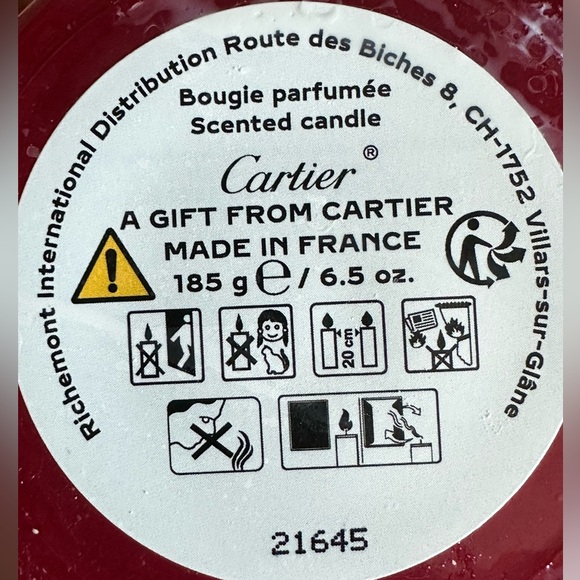 Richemont International Distribution Route des Biches 8, CH-1752 Villars-sur-Glâne
Bougie parfumée
Scented candle
Cartier®
A GIFT FROM CARTIER
MADE IN FRANCE
185 g ℮ / 6.5 oz.
20 cm
21645